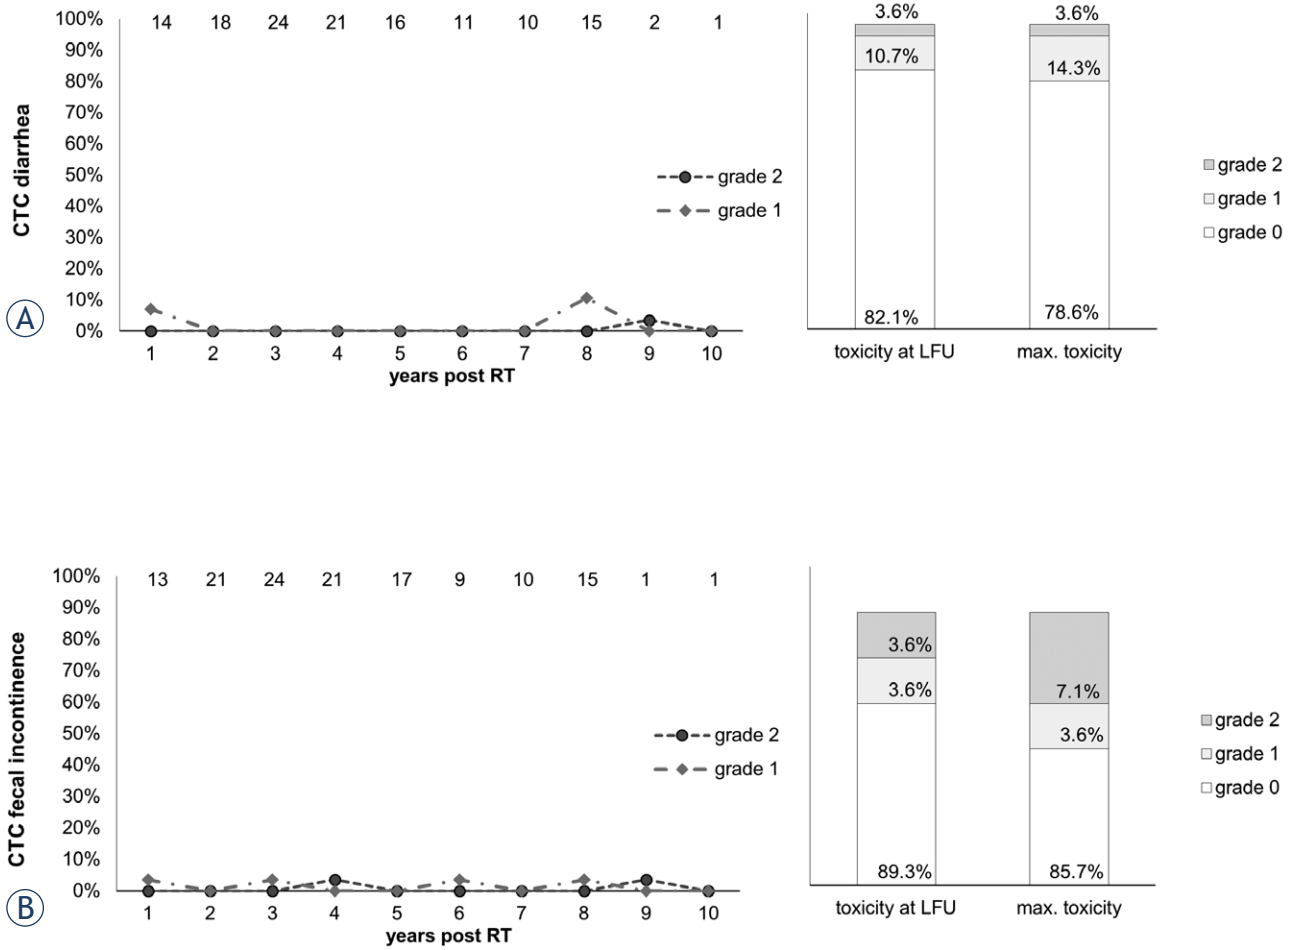 100% 14 18 24 21 16 11 10 15 2 1
90%
80%
70%
60%
50%
40%
30%
20%
10%
0%
CTC diarrhea
A
1 2 3 4 5 6 7 8 9 10
years post RT
grade 2
grade 1
3.6% 3.6%
10.7% 14.3%
82.1% 78.6%
toxicity at LFU max. toxicity
grade 2
grade 1
grade 0
100% 13 21 24 21 17 9 10 15 1 1
90%
80%
70%
60%
50%
40%
30%
20%
10%
0%
CTC fecal incontinence
B
1 2 3 4 5 6 7 8 9 10
years post RT
grade 2
grade 1
3.6% 7.1%
3.6% 3.6%
89.3% 85.7%
toxicity at LFU max. toxicity
grade 2
grade 1
grade 0